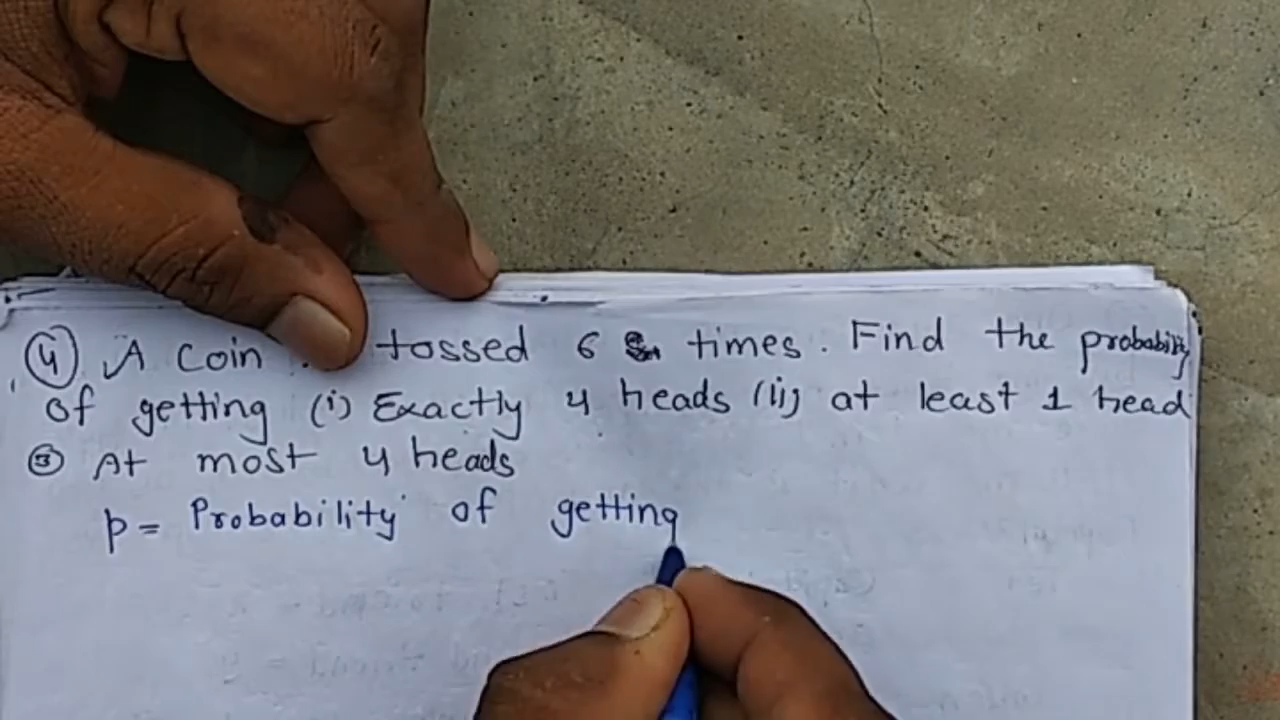 (4) A coin tossed 6 times. Find the probability
of getting (i) Exactly 4 heads (ii) at least 1 head
③ At most 4 heads
p = Probability of getting